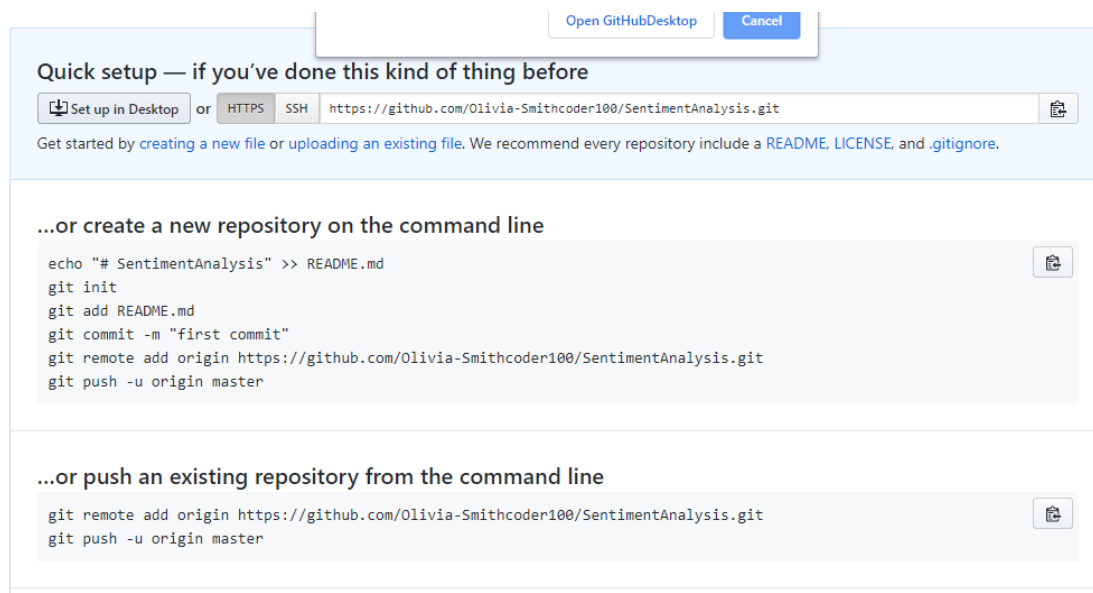 Open GitHubDesktop Cancel
Quick setup — if you’ve done this kind of thing before
Set up in Desktop or HTTPS SSH https://github.com/Olivia-Smithcoder100/SentimentAnalysis.git
Get started by creating a new file or uploading an existing file. We recommend every repository include a README, LICENSE, and .gitignore.
…or create a new repository on the command line
echo "# SentimentAnalysis" >> README.md
git init
git add README.md
git commit -m "first commit"
git remote add origin https://github.com/Olivia-Smithcoder100/SentimentAnalysis.git
git push -u origin master
…or push an existing repository from the command line
git remote add origin https://github.com/Olivia-Smithcoder100/SentimentAnalysis.git
git push -u origin master